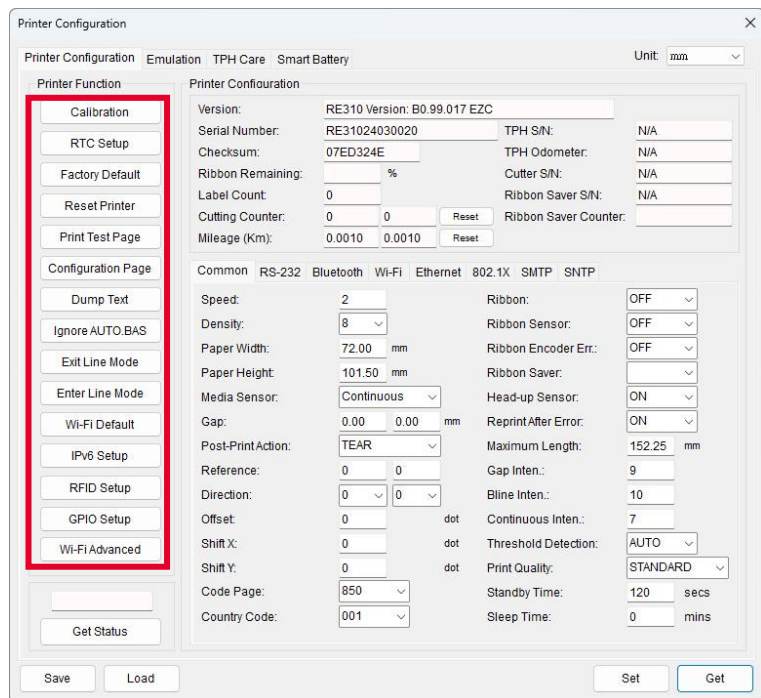 Printer Configuration
Printer Configuration Emulation TPH Care Smart Battery Unit: mm
Printer Function
Calibration
RTC Setup
Factory Default
Reset Printer
Print Test Page
Configuration Page
Dump Text
Ignore AUTO.BAS
Exit Line Mode
Enter Line Mode
Wi-Fi Default
IPv6 Setup
RFID Setup
GPIO Setup
Wi-Fi Advanced
Get Status
Printer Configuration
Version: RE310 Version: B0.99.017 EZC
Serial Number: RE31024030020 TPH S/N: N/A
Checksum: 07ED324E TPH Odometer: N/A
Ribbon Remaining: % Cutter S/N: N/A
Label Count: 0 Ribbon Saver S/N: N/A
Cutting Counter: 0 0 Reset Ribbon Saver Counter:
Mileage (Km): 0.0010 0.0010 Reset
Common RS-232 Bluetooth Wi-Fi Ethernet 802.1X SMTP SNTP
Speed: 2 Ribbon: OFF
Density: 8 Ribbon Sensor: OFF
Paper Width: 72.00 mm Ribbon Encoder Err.: OFF
Paper Height: 101.50 mm Ribbon Saver:
Media Sensor: Continuous Head-up Sensor: ON
Gap: 0.00 0.00 mm Reprint After Error: ON
Post-Print Action: TEAR Maximum Length: 152.25 mm
Reference: 0 0 Gap Inten.: 9
Direction: 0 0 Bline Inten.: 10
Offset: 0 dot Continuous Inten.: 7
Shift X: 0 dot Threshold Detection: AUTO
Shift Y: 0 dot Print Quality: STANDARD
Code Page: 850 Standby Time: 120 secs
Country Code: 001 Sleep Time: 0 mins
Save Load Set Get